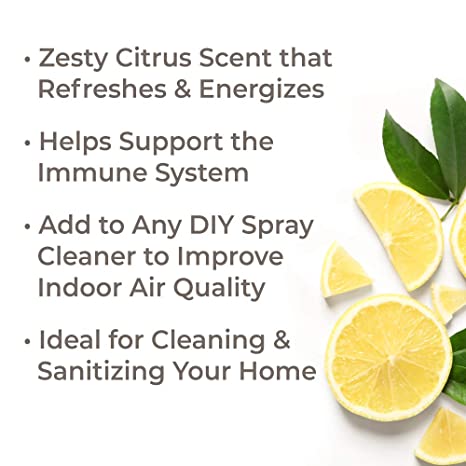 • Zesty Citrus Scent that
Refreshes & Energizes
• Helps Support the
Immune System
• Add to Any DIY Spray
Cleaner to Improve
Indoor Air Quality
• Ideal for Cleaning &
Sanitizing Your Home